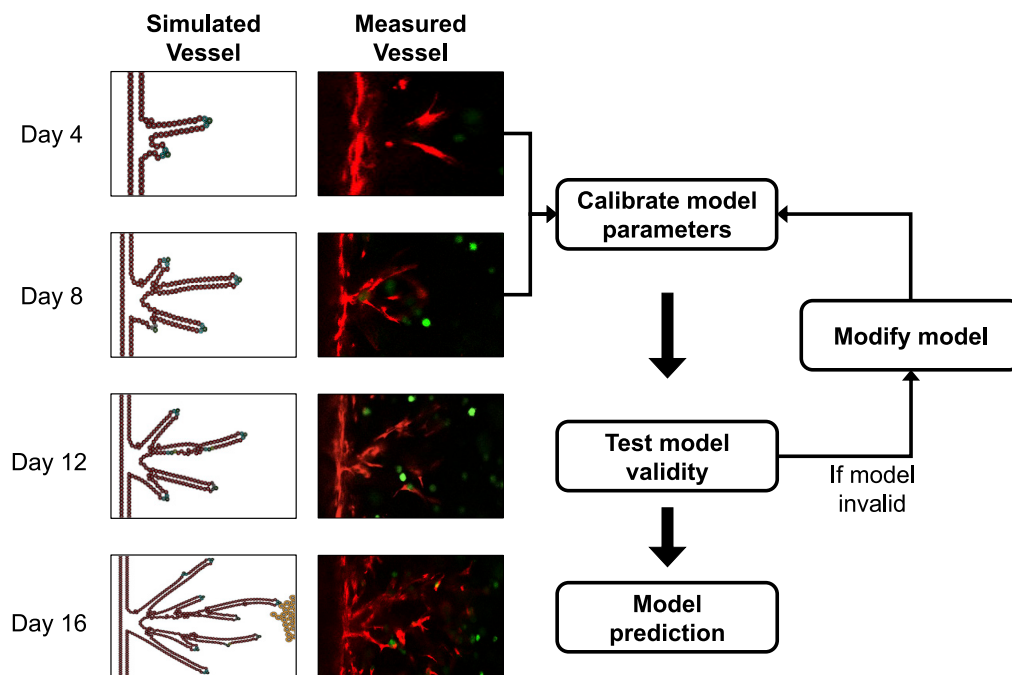 Simulated
Vessel
Measured
Vessel
Day 4
Day 8
Day 12
Day 16
Calibrate model
parameters
Modify model
Test model
validity
If model
invalid
Model
prediction